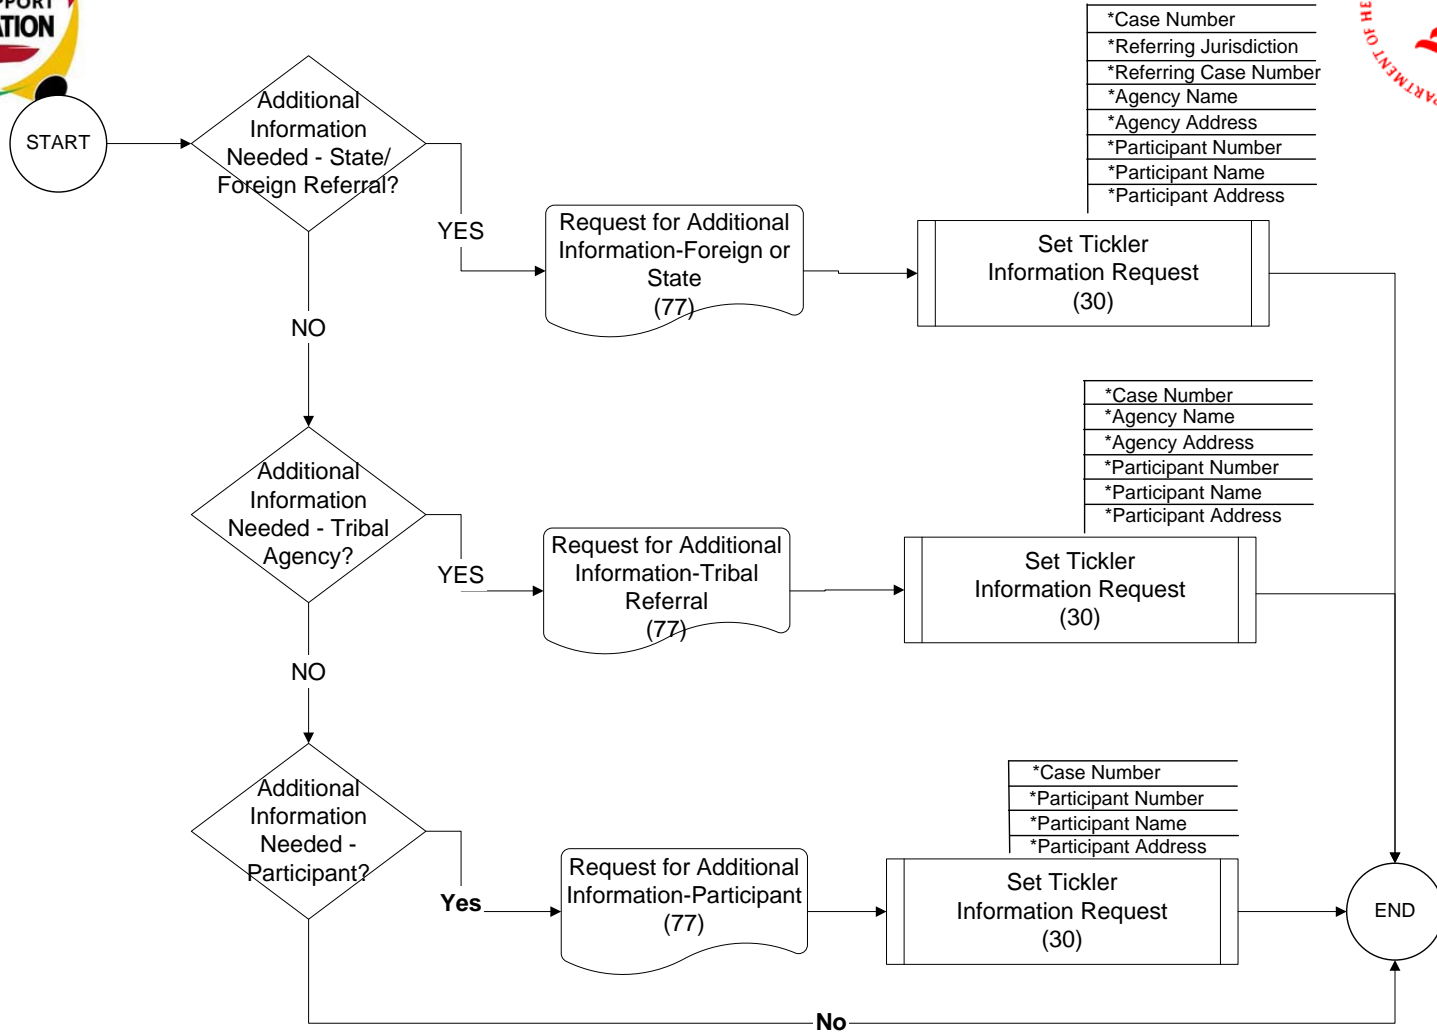 PPORT
ATION
START
Additional
Information
Needed - State/
Foreign Referral?
YES
NO
Request for Additional
Information-Foreign or
State
(77)
*Case Number
*Referring Jurisdiction
*Referring Case Number
*Agency Name
*Agency Address
*Participant Number
*Participant Name
*Participant Address
Set Tickler
Information Request
(30)
Additional
Information
Needed - Tribal
Agency?
YES
NO
Request for Additional
Information-Tribal
Referral
(77)
*Case Number
*Agency Name
*Agency Address
*Participant Number
*Participant Name
*Participant Address
Set Tickler
Information Request
(30)
Additional
Information
Needed -
Participant?
Yes
Request for Additional
Information-Participant
(77)
*Case Number
*Participant Number
*Participant Name
*Participant Address
Set Tickler
Information Request
(30)
END
No
PARTMENT OF HE